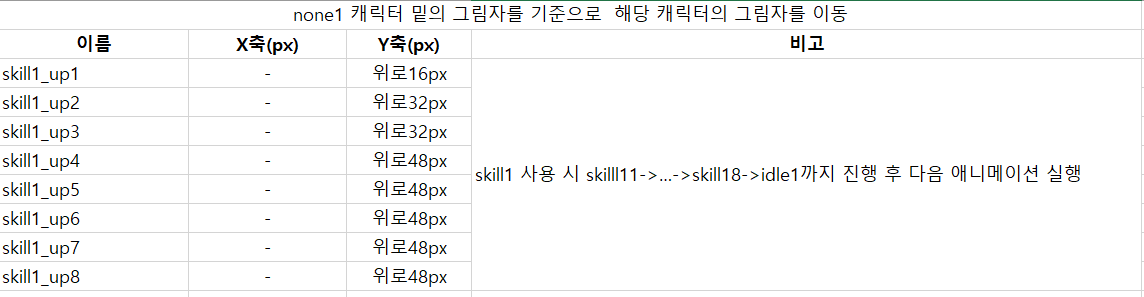 none1 캐릭터 밑의 그림자를 기준으로  해당 캐릭터의 그림자를 이동
이름 X축(px) Y축(px) 비고
skill1_up1 - 위로16px
skill1_up2 - 위로32px
skill1_up3 - 위로32px
skill1_up4 - 위로48px
skill1 사용 시 skilll11->...->skill18->idle1까지 진행 후 다음 애니메이션 실행
skill1_up5 - 위로48px
skill1_up6 - 위로48px
skill1_up7 - 위로48px
skill1_up8 - 위로48px